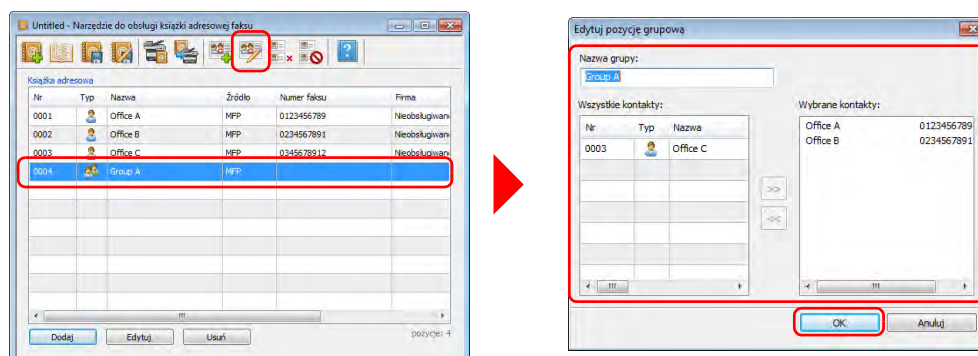 Untitled - Narzędzie do obsługi książki adresowej faksu
Książka adresowa
Nr Typ Nazwa Źródło Numer faksu Firma
0001 Office A MFP 0123456789 Nieobsługiwan
0002 Office B MFP 0234567891 Nieobsługiwan
0003 Office C MFP 0345678912 Nieobsługiwan
0004 Group A MFP
Dodaj Edytuj Usuń pozycje: 4
Edytuj pozycję grupową
Nazwa grupy:
Group A
Wszystkie kontakty: Wybrane kontakty:
Nr Typ Nazwa
0003 Office C
Office A 0123456789
Office B 0234567891
>>
<<
OK Anuluj